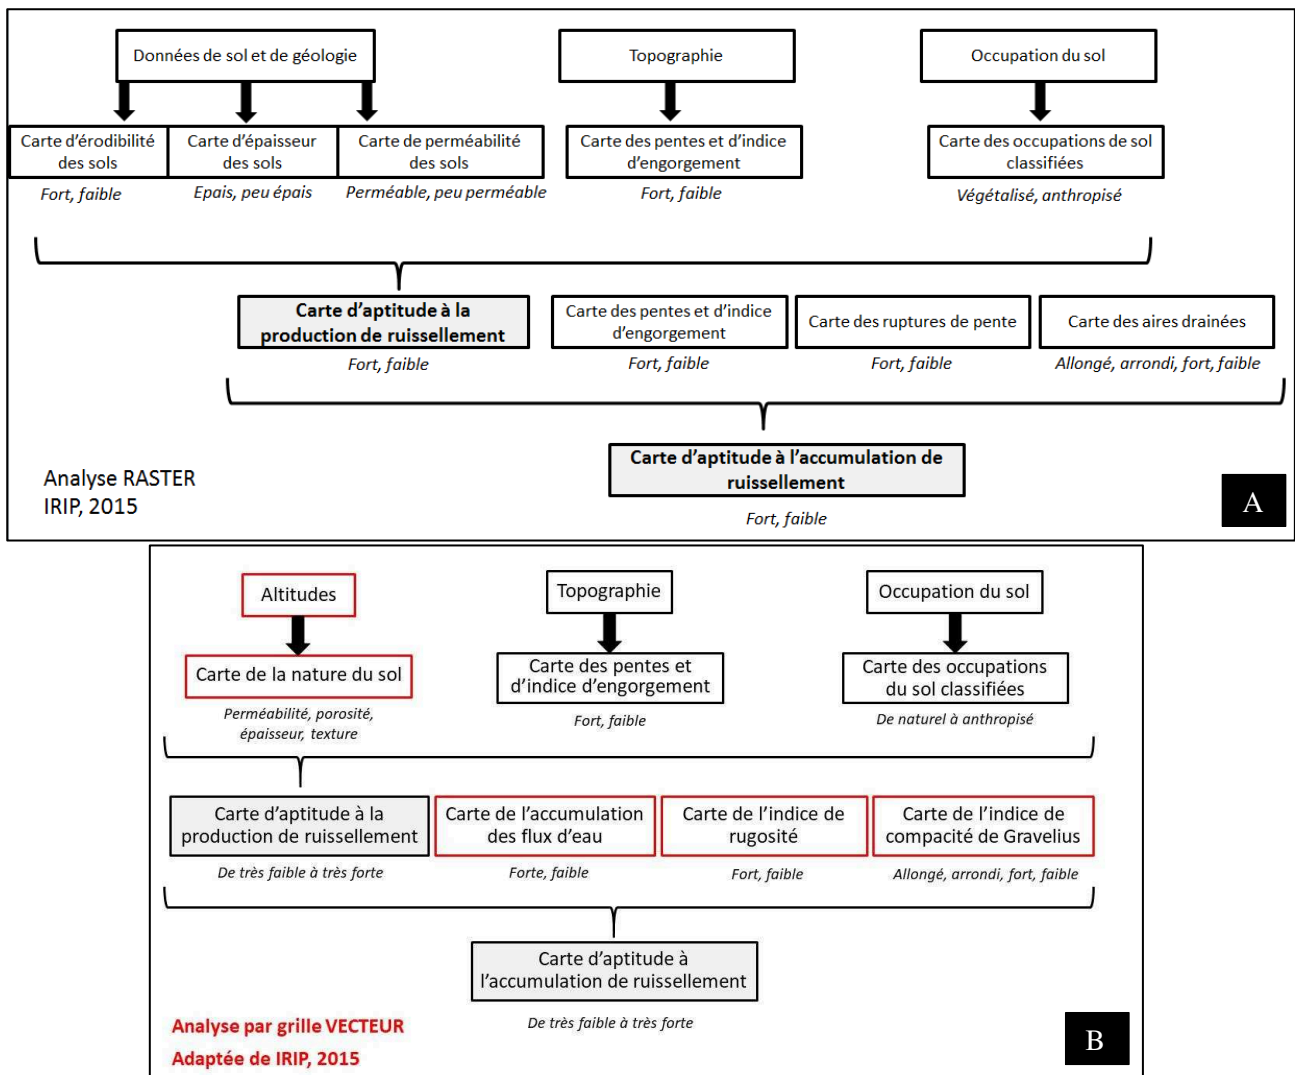 Données de sol et de géologie
Topographie
Occupation du sol
Carte d'érodibilité
des sols
Carte d'épaisseur
des sols
Carte de perméabilité
des sols
Carte des pentes et d'indice
d'engorgement
Carte des occupations de sol
classifiées
Fort, faible
Epais, peu épais
Perméable, peu perméable
Fort, faible
Végétalisé, anthropisé
Carte d'aptitude à la
production de ruissellement
Carte des pentes et d'indice
d'engorgement
Carte des ruptures de pente
Carte des aires drainées
Fort, faible
Fort, faible
Fort, faible
Allongé, arrondi, fort, faible
Carte d'aptitude à l'accumulation de
ruissellement
Fort, faible
Analyse RASTER
IRIP, 2015
A
Altitudes
Topographie
Occupation du sol
Carte de la nature du sol
Carte des pentes et
d'indice d'engorgement
Carte des occupations
du sol classifiées
Perméabilité, porosité,
épaisseur, texture
Fort, faible
De naturel à anthropisé
Carte d'aptitude à la
production de ruissellement
Carte de l'accumulation
des flux d'eau
Carte de l'indice de
rugosité
Carte de l'indice de
compacité de Gravelius
De très faible à très forte
Forte, faible
Fort, faible
Allongé, arrondi, fort, faible
Carte d'aptitude à
l'accumulation de ruissellement
De très faible à très forte
Analyse par grille VECTEUR
Adaptée de IRIP, 2015
B